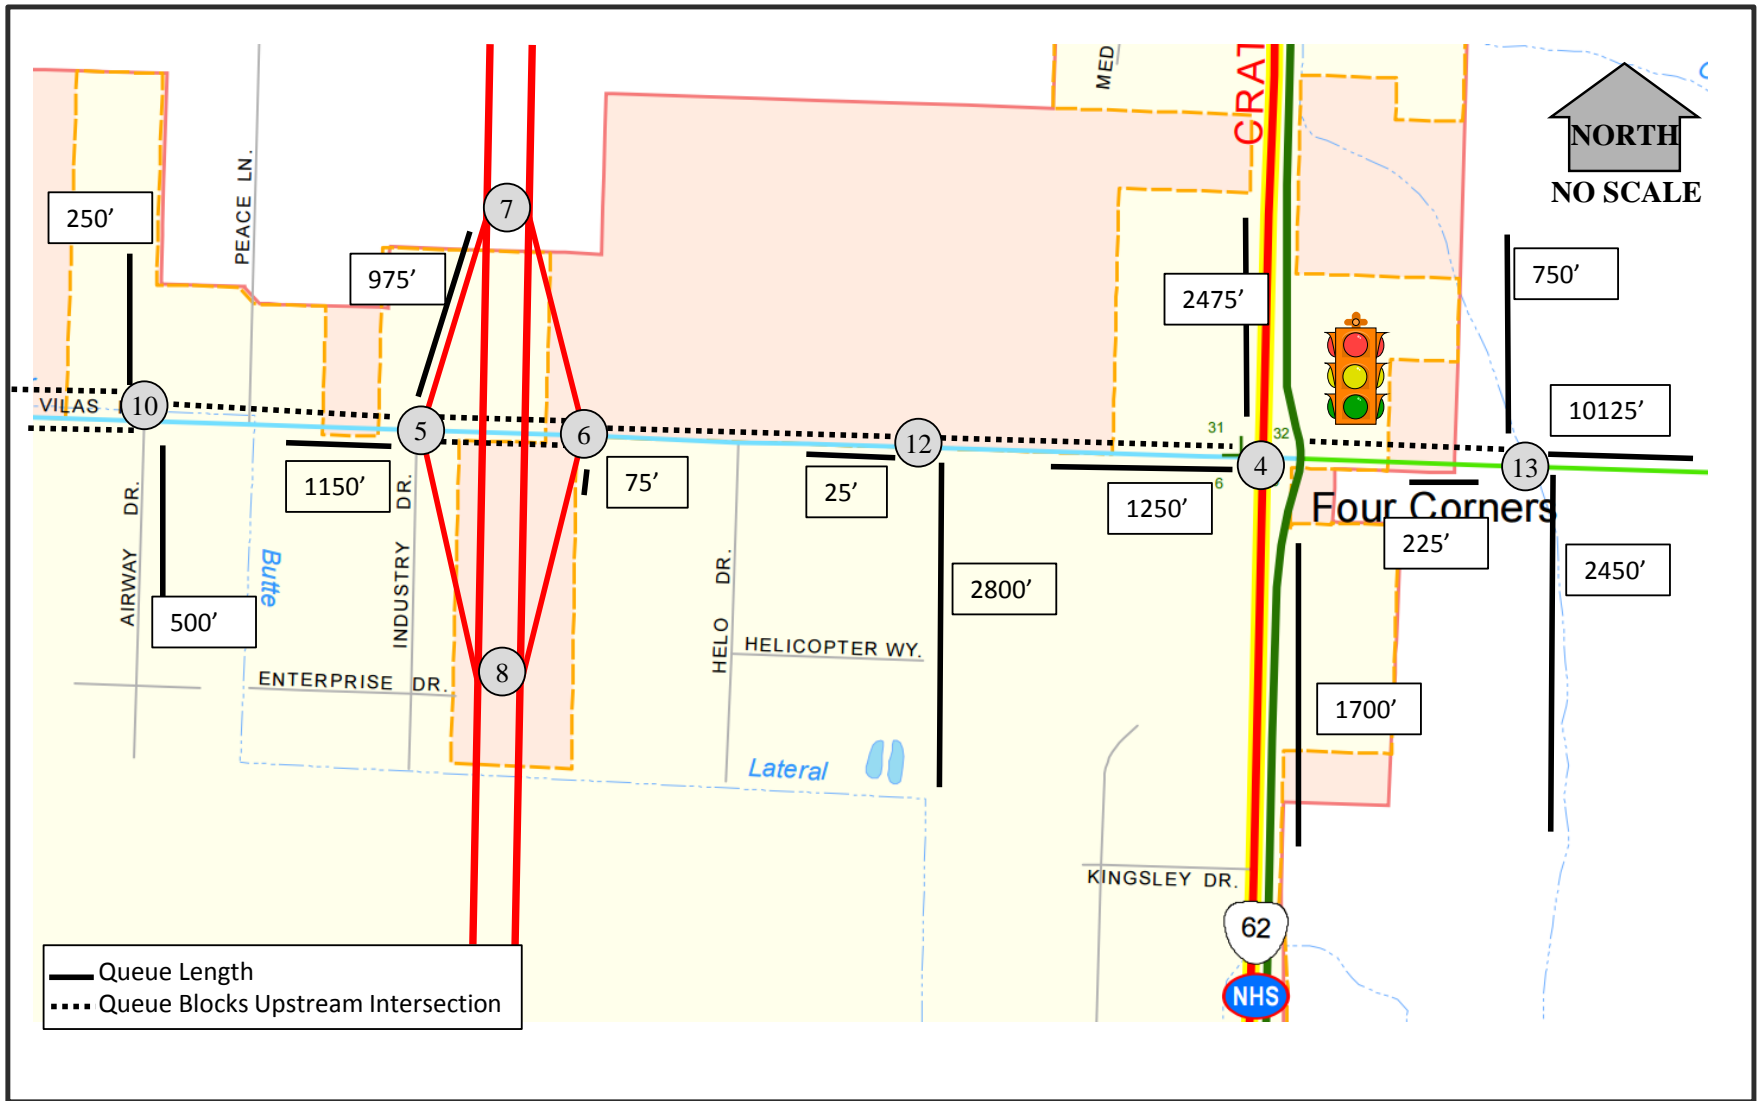 CRAT
MED
NORTH
NO SCALE
PEACE LN.
250’
7
975’
2475’
750’
VILAS
10
5
6
12
31
32
4
6
13
10125’
1150’
75’
25’
1250’
Four Corners
225’
2450’
AIRWAY DR.
Butte
INDUSTRY DR.
HELO DR.
2800’
500’
HELICOPTER WY.
8
ENTERPRISE DR.
1700’
Lateral
KINGSLEY DR.
62
NHS
Queue Length
Queue Blocks Upstream Intersection